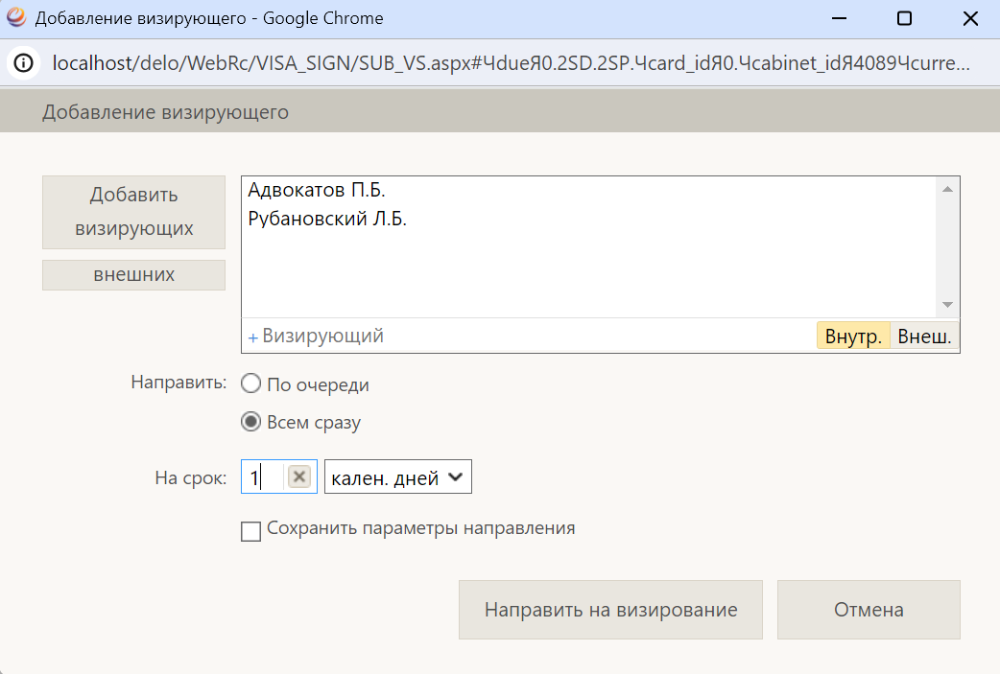 Добавление визирующего - Google Chrome
localhost/delo/WebRc/VISA_SIGN/SUB_VS.aspx#ЧdueЯ0.2SD.2SP.Чcard_idЯ0.Чcabinet_idЯ4089Чcurre...
Добавление визирующего
Добавить
визирующих
внешних
Адвокатов П.Б.
Рубановский Л.Б.
+ Визирующий
Внутр. Внеш.
Направить: По очереди
Всем сразу
На срок: 1 кален. дней
Сохранить параметры направления
Направить на визирование Отмена